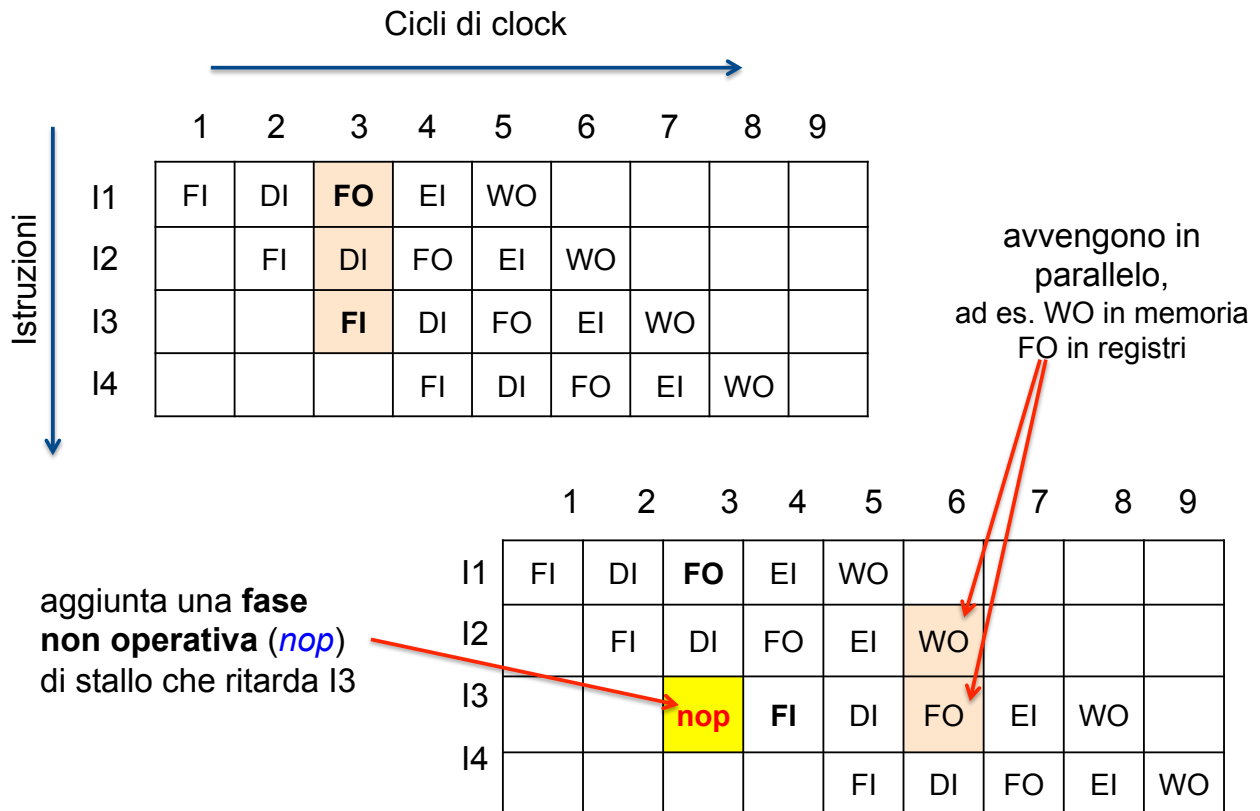 Cicli di clock
1 2 3 4 5 6 7 8 9
Istruzioni
I1 FI DI FO EI WO
I2 FI DI FO EI WO
I3 FI DI FO EI WO
I4 FI DI FO EI WO
avvengono in
parallelo,
ad es. WO in memoria
FO in registri
1 2 3 4 5 6 7 8 9
I1 FI DI FO EI WO
I2 FI DI FO EI WO
I3 nop FI DI FO EI WO
I4 FI DI FO EI WO
aggiunta una fase
non operativa (nop)
di stallo che ritarda I3